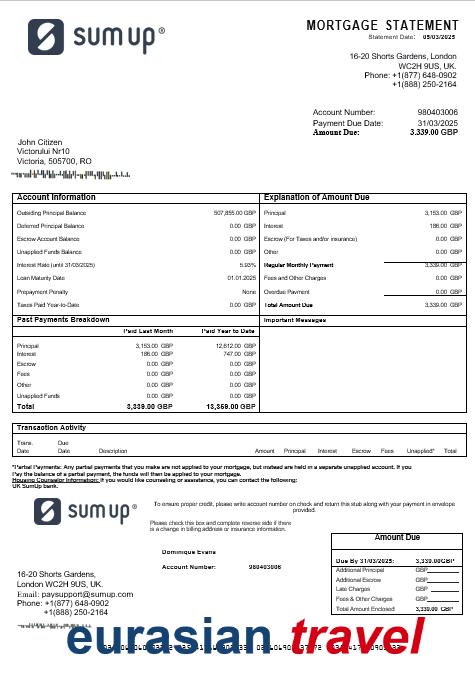 sumup®
MORTGAGE STATEMENT
Statement Date: 05/03/2025
16-20 Shorts Gardens, London
WC2H 9US, UK.
Phone: +1(877) 648-0902
+1(888) 250-2164
Account Number: 980403006
Payment Due Date: 31/03/2025
Amount Due: 3,339.00 GBP
John Citizen
Victorului Nr10
Victoria, 505700, RO
Account Information
Outsiding Principal Balance 507,855.00 GBP
Deferred Principal Balance 0.00 GBP
Escrow Account Balance 0.00 GBP
Unapplied Funds Balance 0.00 GBP
Interest Rate (until 31/03/2025) 5.93%
Loan Maturity Date 01.01.2025
Prepayment Penalty None
Taxes Paid Year-to-Date 0.00 GBP
Explanation of Amount Due
Principal 3,153.00 GBP
Interest 186.00 GBP
Escrow (For Taxes and/or insurance) 0.00 GBP
Other 0.00 GBP
Regular Monthly Payment 3,339.00 GBP
Fees and Other Charges 0.00 GBP
Overdue Payment 0.00 GBP
Total Amount Due 3,339.00 GBP
Past Payments Breakdown
Paid Last Month Paid Year to Date
Principal 3,153.00 GBP 12,612.00 GBP
Interest 186.00 GBP 747.00 GBP
Escrow 0.00 GBP 0.00 GBP
Fees 0.00 GBP 0.00 GBP
Other 0.00 GBP 0.00 GBP
Unapplied Funds 0.00 GBP 0.00 GBP
Total 3,339.00 GBP 13,359.00 GBP
Important Messages
Transaction Activity
Trans. Date Due Date Description Amount Principal Interest Escrow Fees Unapplied* Total
*Partial Payments: Any partial payments that you make are not applied to your mortgage, but instead are held in a separate unapplied account. If you
Pay the balance of a partial payment, the funds will then be applied to your mortgage.
Housing Counselor Information: If you would like counseling or assistance, you can contact the following:
UK SumUp bank.
sumup®
To ensure proper credit, please write account number on check and return this stub along with your payment in envelope
provided.
Please check this box and complete reverse side if there
is a change in billing address or insurance information.
Dominique Evans
Account Number: 980403006
16-20 Shorts Gardens,
London WC2H 9US, UK.
Email: paysupport@sumup.com
Phone: +1(877) 648-0902
+1(888) 250-2164
Amount Due
Due By 31/03/2025: 3,339.00GBP
Additional Principal GBP
Additional Escrow GBP
Late Charges GBP
Fees & Other Charges GBP
Total Amount Enclosed 3,339.00 GBP
eurasian travel